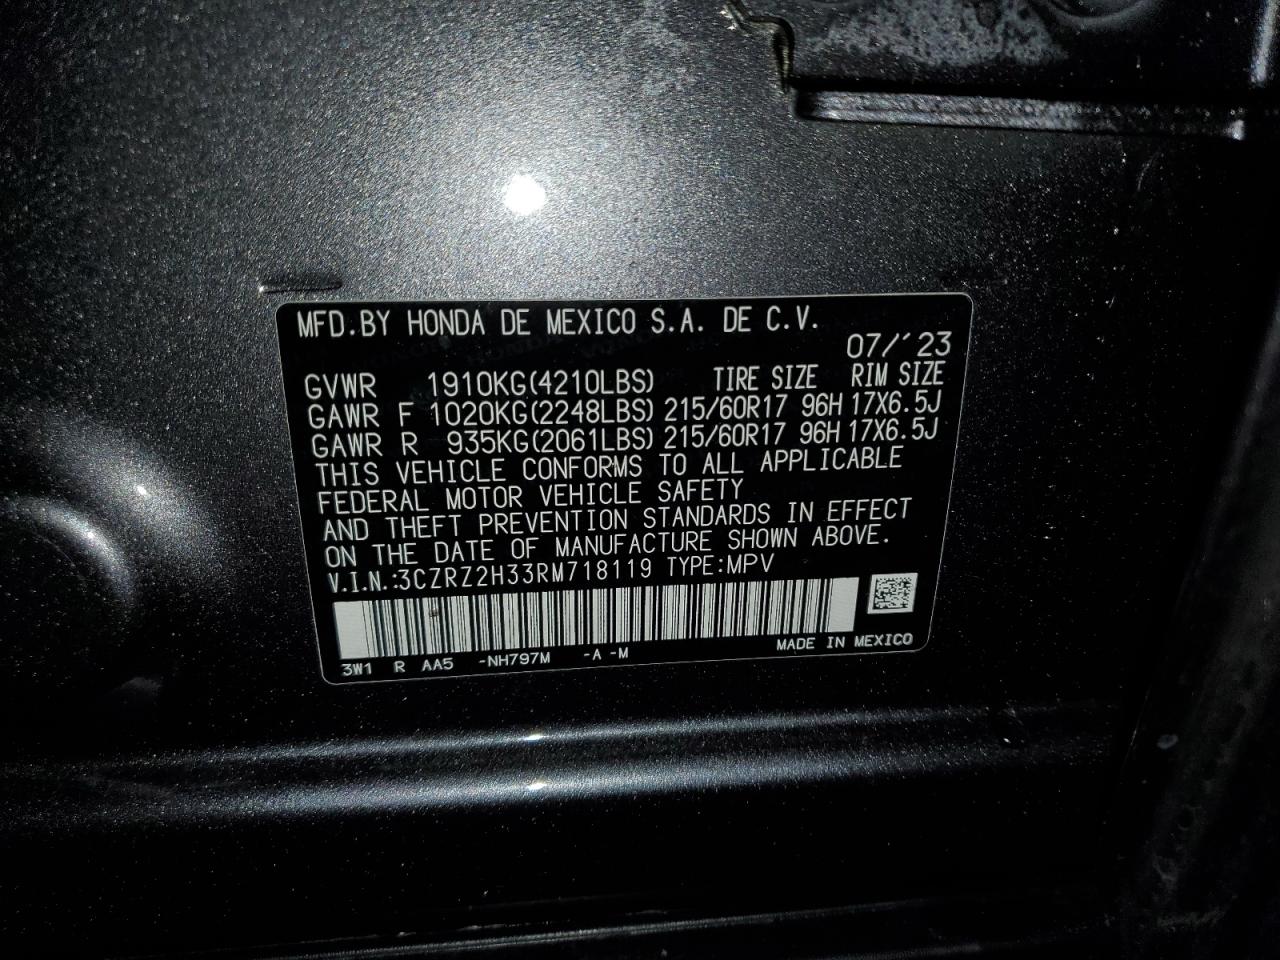 MFD.BY HONDA DE MEXICO S.A. DE C.V.
07/´23
GVWR 1910KG(4210LBS) TIRE SIZE RIM SIZE
GAWR F 1020KG(2248LBS) 215/60R17 96H 17X6.5J
GAWR R 935KG(2061LBS) 215/60R17 96H 17X6.5J
THIS VEHICLE CONFORMS TO ALL APPLICABLE
FEDERAL MOTOR VEHICLE SAFETY
AND THEFT PREVENTION STANDARDS IN EFFECT
ON THE DATE OF MANUFACTURE SHOWN ABOVE.
V.I.N.:3CZRZ2H33RM718119 TYPE:MPV
3W1 R AA5 -NH797M -A -M MADE IN MEXICO